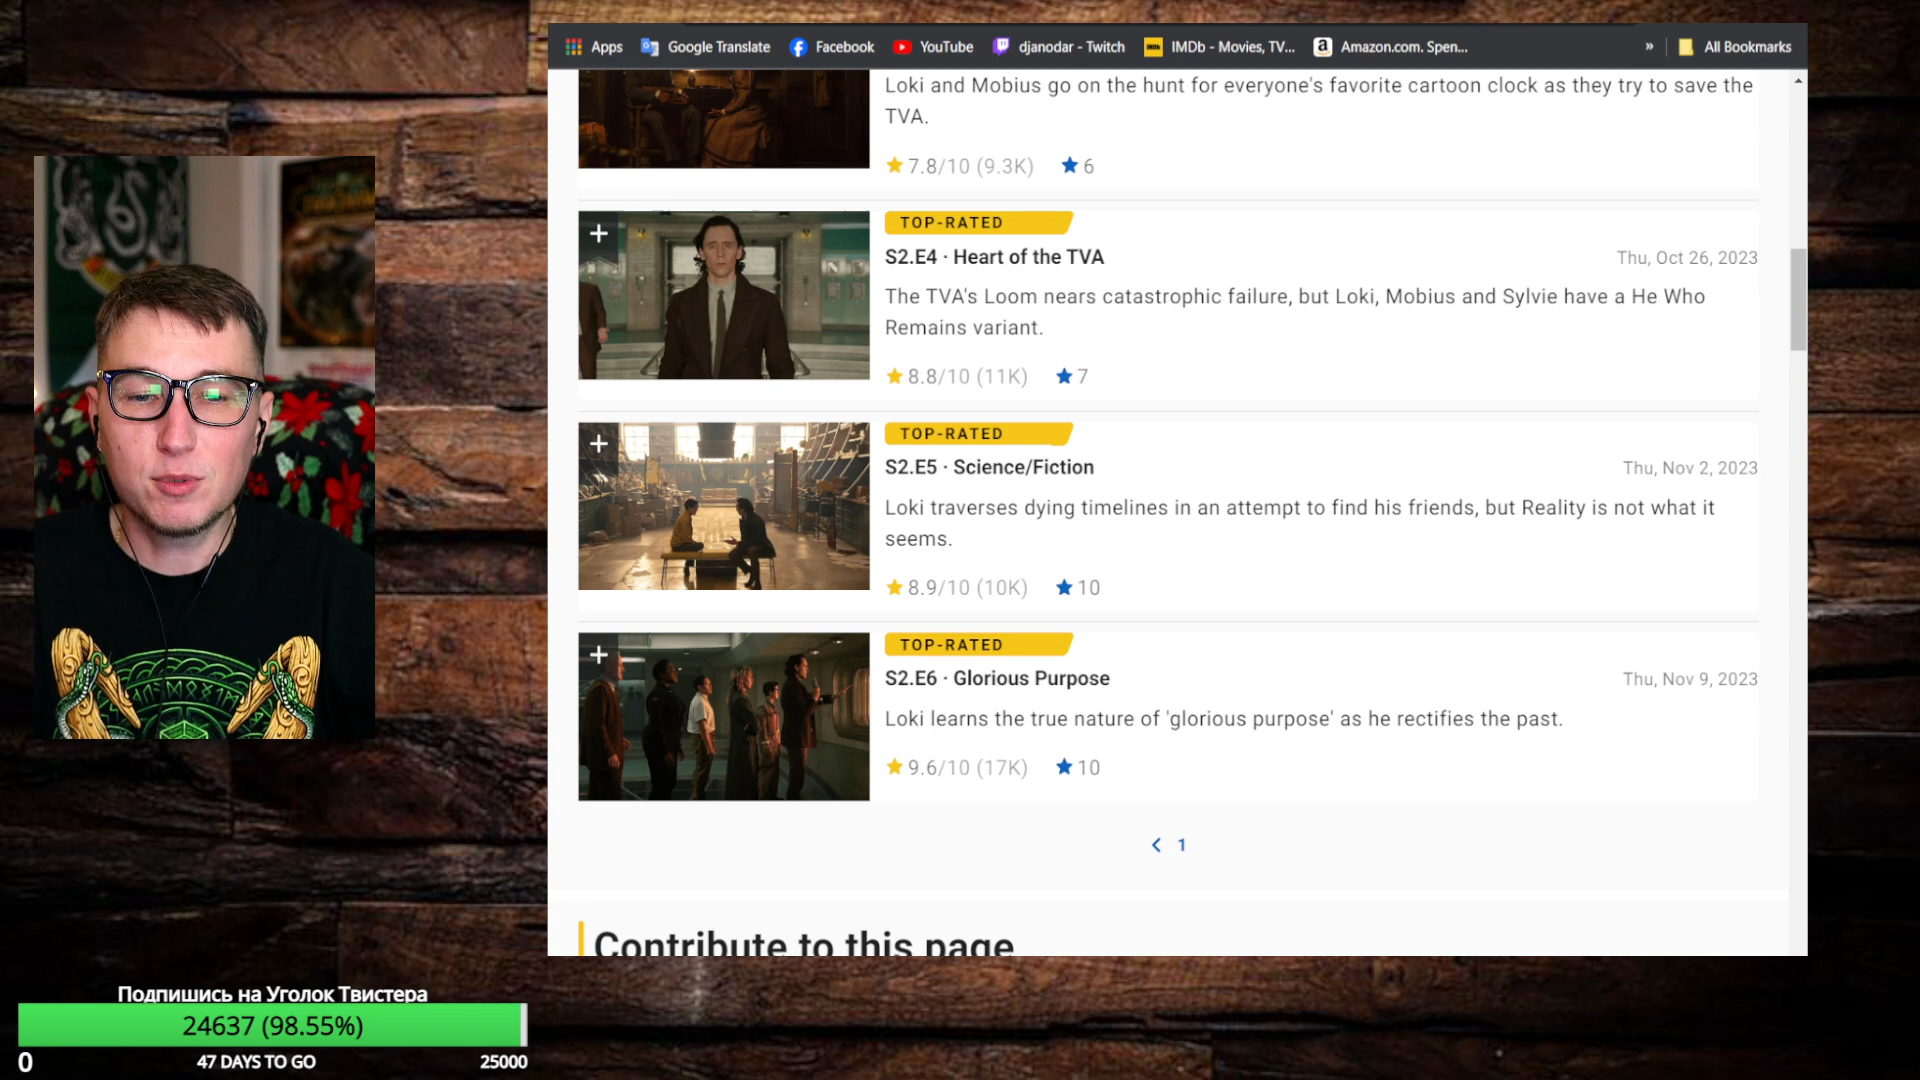 Apps
Google Translate
Facebook
YouTube
djanodar - Twitch
IMDb - Movies, TV...
Amazon.com. Spen...
»
All Bookmarks
Loki and Mobius go on the hunt for everyone's favorite cartoon clock as they try to save the
TVA.
7.8/10 (9.3K) 6
TOP-RATED
S2.E4 · Heart of the TVA
Thu, Oct 26, 2023
The TVA's Loom nears catastrophic failure, but Loki, Mobius and Sylvie have a He Who
Remains variant.
8.8/10 (11K) 7
TOP-RATED
S2.E5 · Science/Fiction
Thu, Nov 2, 2023
Loki traverses dying timelines in an attempt to find his friends, but Reality is not what it
seems.
8.9/10 (10K) 10
TOP-RATED
S2.E6 · Glorious Purpose
Thu, Nov 9, 2023
Loki learns the true nature of 'glorious purpose' as he rectifies the past.
9.6/10 (17K) 10
1
Contribute to this page
Подпишись на Уголок Твистера
24637 (98.55%)
0 47 DAYS TO GO 25000